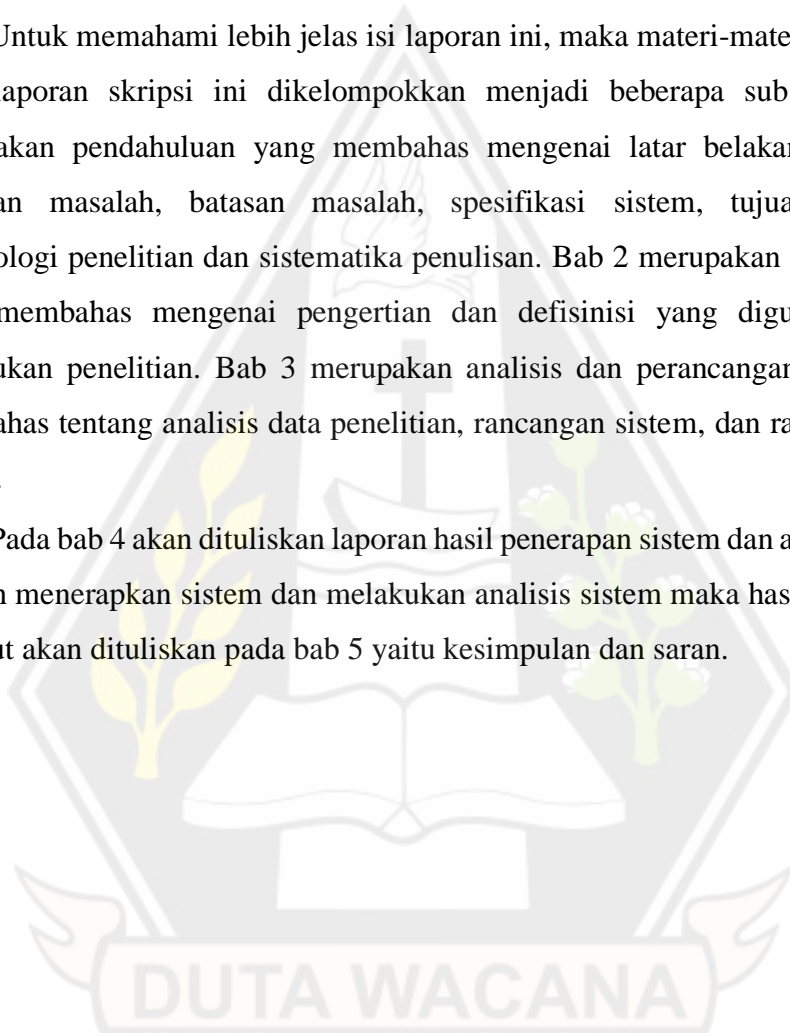 Untuk memahami lebih jelas isi laporan ini, maka materi-mate
laporan skripsi ini dikelompokkan menjadi beberapa sub
akan pendahuluan yang membahas mengenai latar belakan
an masalah, batasan masalah, spesifikasi sistem, tujua
ologi penelitian dan sistematika penulisan. Bab 2 merupakan
membahas mengenai pengertian dan defisinisi yang digu
ukan penelitian. Bab 3 merupakan analisis dan perancangan
ahas tentang analisis data penelitian, rancangan sistem, dan ra
.
Pada bab 4 akan dituliskan laporan hasil penerapan sistem dan a
n menerapkan sistem dan melakukan analisis sistem maka has
ut akan dituliskan pada bab 5 yaitu kesimpulan dan saran.
DUTA WACANA